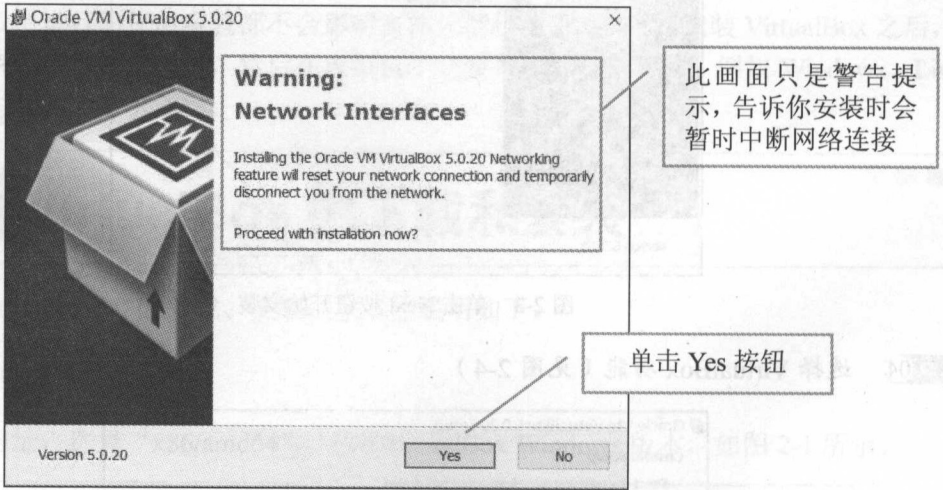 Oracle VM VirtualBox 5.0.20
Warning:
Network Interfaces
Installing the Oracle VM VirtualBox 5.0.20 Networking
feature will reset your network connection and temporarily
disconnect you from the network.
Proceed with installation now?
此画面只是警告提
示，告诉你安装时会
暂时中断网络连接
单击 Yes 按钮
Version 5.0.20
Yes
No